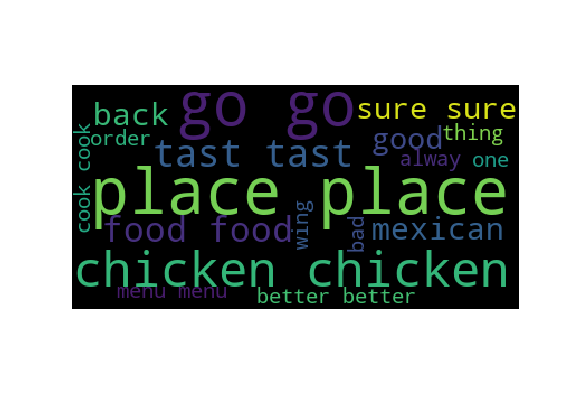 go go
sure sure
back
order
good
thing
tast tast
alway
one
cook cook
place place
food food
wing
bad
mexican
chicken chicken
menu menu
better better